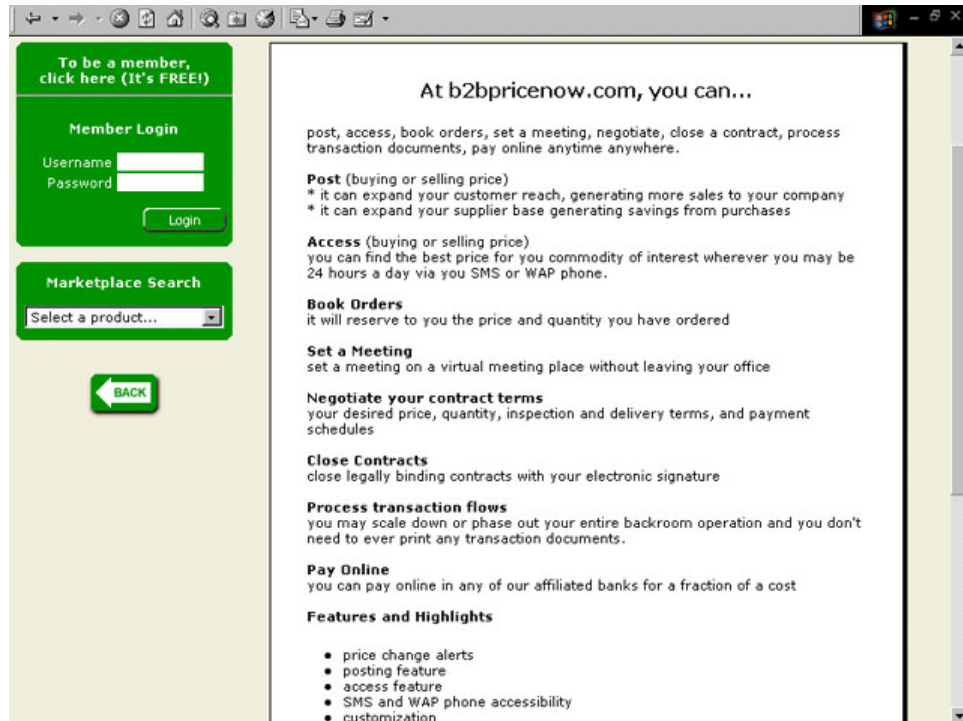 To be a member,
click here (It's FREE!)
Member Login
Username
Password
Login
Marketplace Search
Select a product...
BACK
At b2bpricenow.com, you can...
post, access, book orders, set a meeting, negotiate, close a contract, process
transaction documents, pay online anytime anywhere.
Post (buying or selling price)
* it can expand your customer reach, generating more sales to your company
* it can expand your supplier base generating savings from purchases
Access (buying or selling price)
you can find the best price for you commodity of interest wherever you may be
24 hours a day via you SMS or WAP phone.
Book Orders
it will reserve to you the price and quantity you have ordered
Set a Meeting
set a meeting on a virtual meeting place without leaving your office
Negotiate your contract terms
your desired price, quantity, inspection and delivery terms, and payment
schedules
Close Contracts
close legally binding contracts with your electronic signature
Process transaction flows
you may scale down or phase out your entire backroom operation and you don't
need to ever print any transaction documents.
Pay Online
you can pay online in any of our affiliated banks for a fraction of a cost
Features and Highlights
• price change alerts
• posting feature
• access feature
• SMS and WAP phone accessibility
• customization